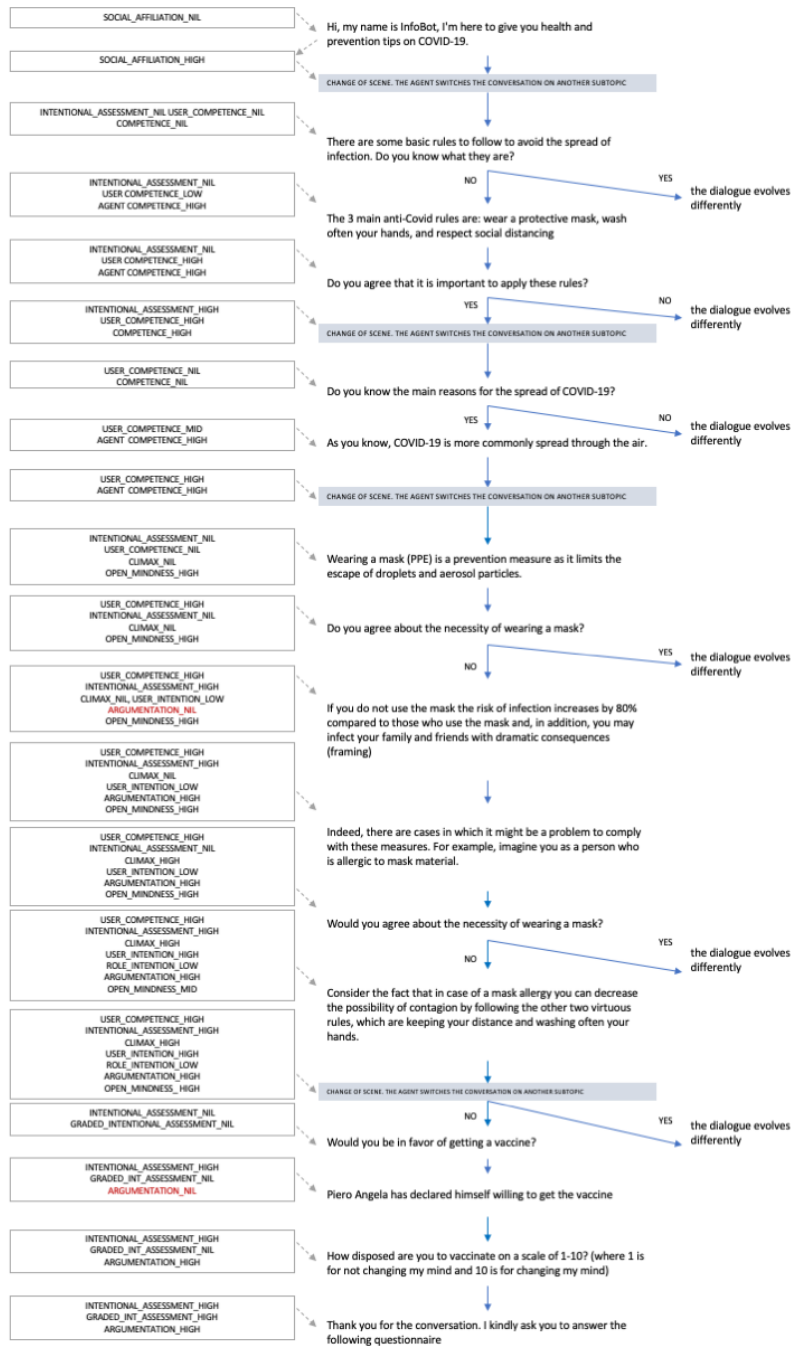 SOCIAL_AFFILIATION_NIL
Hi, my name is InfoBot, I'm here to give you health and
prevention tips on COVID-19.
SOCIAL_AFFILIATION_HIGH
CHANGE OF SCENE. THE AGENT SWITCHES THE CONVERSATION ON ANOTHER SUBTOPIC
INTENTIONAL_ASSESSMENT_NIL USER_COMPETENCE_NIL
COMPETENCE_NIL
There are some basic rules to follow to avoid the spread of
infection. Do you know what they are?
NO
YES
the dialogue evolves
differently
INTENTIONAL_ASSESSMENT_NIL
USER COMPETENCE_LOW
AGENT COMPETENCE_HIGH
The 3 main anti-Covid rules are: wear a protective mask, wash
often your hands, and respect social distancing
INTENTIONAL_ASSESSMENT_NIL
USER COMPETENCE_HIGH
AGENT COMPETENCE_HIGH
Do you agree that it is important to apply these rules?
YES
NO
the dialogue evolves
differently
INTENTIONAL_ASSESSMENT_HIGH
USER_COMPETENCE_HIGH
COMPETENCE_HIGH
CHANGE OF SCENE. THE AGENT SWITCHES THE CONVERSATION ON ANOTHER SUBTOPIC
USER_COMPETENCE_NIL
COMPETENCE_NIL
Do you know the main reasons for the spread of COVID-19?
YES
NO
the dialogue evolves
differently
USER_COMPETENCE_MID
AGENT COMPETENCE_HIGH
As you know, COVID-19 is more commonly spread through the air.
USER_COMPETENCE_HIGH
AGENT COMPETENCE_HIGH
CHANGE OF SCENE. THE AGENT SWITCHES THE CONVERSATION ON ANOTHER SUBTOPIC
INTENTIONAL_ASSESSMENT_NIL
USER_COMPETENCE_NIL
CLIMAX_NIL
OPEN_MINDNESS_HIGH
Wearing a mask (PPE) is a prevention measure as it limits the
escape of droplets and aerosol particles.
USER_COMPETENCE_HIGH
INTENTIONAL_ASSESSMENT_NIL
CLIMAX_NIL
OPEN_MINDNESS_HIGH
Do you agree about the necessity of wearing a mask?
NO
YES
the dialogue evolves
differently
USER_COMPETENCE_HIGH
INTENTIONAL_ASSESSMENT_HIGH
CLIMAX_NIL, USER_INTENTION_LOW
ARGUMENTATION_NIL
OPEN_MINDNESS_HIGH
If you do not use the mask the risk of infection increases by 80%
compared to those who use the mask and, in addition, you may
infect your family and friends with dramatic consequences
(framing)
USER_COMPETENCE_HIGH
INTENTIONAL_ASSESSMENT_HIGH
CLIMAX_NIL
USER_INTENTION_LOW
ARGUMENTATION_HIGH
OPEN_MINDNESS_HIGH
Indeed, there are cases in which it might be a problem to comply
with these measures. For example, imagine you as a person who
is allergic to mask material.
USER_COMPETENCE_HIGH
INTENTIONAL_ASSESSMENT_NIL
CLIMAX_HIGH
USER_INTENTION_LOW
ARGUMENTATION_HIGH
OPEN_MINDNESS_HIGH
Would you agree about the necessity of wearing a mask?
NO
YES
the dialogue evolves
differently
USER_COMPETENCE_HIGH
INTENTIONAL_ASSESSMENT_HIGH
CLIMAX_HIGH
USER_INTENTION_HIGH
ROLE_INTENTION_LOW
ARGUMENTATION_HIGH
OPEN_MINDNESS_MID
Consider the fact that in case of a mask allergy you can decrease
the possibility of contagion by following the other two virtuous
rules, which are keeping your distance and washing often your
hands.
USER_COMPETENCE_HIGH
INTENTIONAL_ASSESSMENT_HIGH
CLIMAX_HIGH
USER_INTENTION_HIGH
ROLE_INTENTION_LOW
ARGUMENTATION_HIGH
OPEN_MINDNESS_HIGH
CHANGE OF SCENE. THE AGENT SWITCHES THE CONVERSATION ON ANOTHER SUBTOPIC
NO
YES
the dialogue evolves
differently
INTENTIONAL_ASSESSMENT_NIL
GRADED_INTENTIONAL_ASSESSMENT_NIL
Would you be in favor of getting a vaccine?
INTENTIONAL_ASSESSMENT_HIGH
GRADED_INT_ASSESSMENT_NIL
ARGUMENTATION_NIL
Piero Angela has declared himself willing to get the vaccine
INTENTIONAL_ASSESSMENT_HIGH
GRADED_INT_ASSESSMENT_NIL
ARGUMENTATION_HIGH
How disposed are you to vaccinate on a scale of 1-10? (where 1 is
for not changing my mind and 10 is for changing my mind)
INTENTIONAL_ASSESSMENT_HIGH
GRADED_INT_ASSESSMENT_HIGH
ARGUMENTATION_HIGH
Thank you for the conversation. I kindly ask you to answer the
following questionnaire